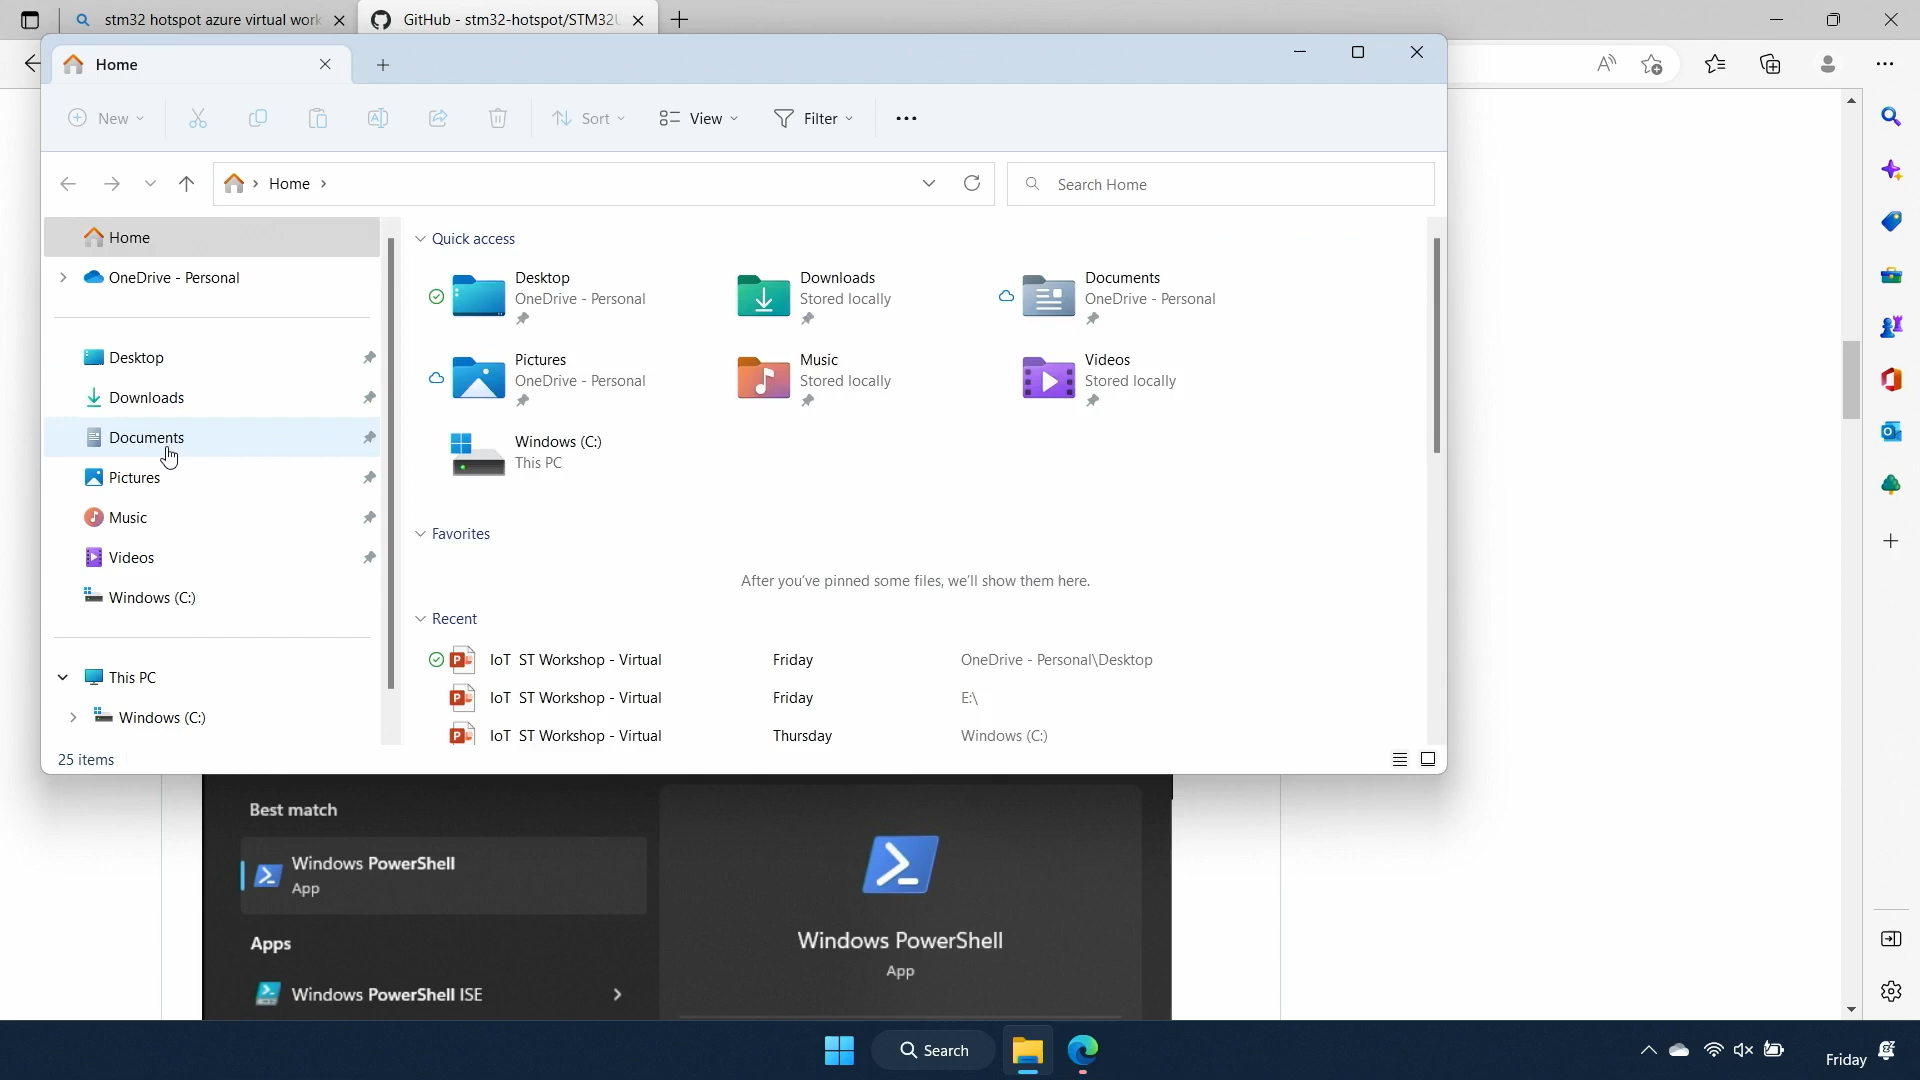 stm32 hotspot azure virtual work
GitHub - stm32-hotspot/STM32U
Home
New
Sort
View
Filter
Home
Search Home
Home
OneDrive - Personal
Desktop
Downloads
Documents
Pictures
Music
Videos
Windows (C:)
This PC
Windows (C:)
25 items
Quick access
Desktop
OneDrive - Personal
Downloads
Stored locally
Documents
OneDrive - Personal
Pictures
OneDrive - Personal
Music
Stored locally
Videos
Stored locally
Windows (C:)
This PC
Favorites
After you've pinned some files, we'll show them here.
Recent
IoT ST Workshop - Virtual Friday OneDrive - Personal\Desktop
IoT ST Workshop - Virtual Friday E:\
IoT ST Workshop - Virtual Thursday Windows (C:)
Best match
Windows PowerShell
App
Apps
Windows PowerShell ISE
Windows PowerShell
App
Search
Friday